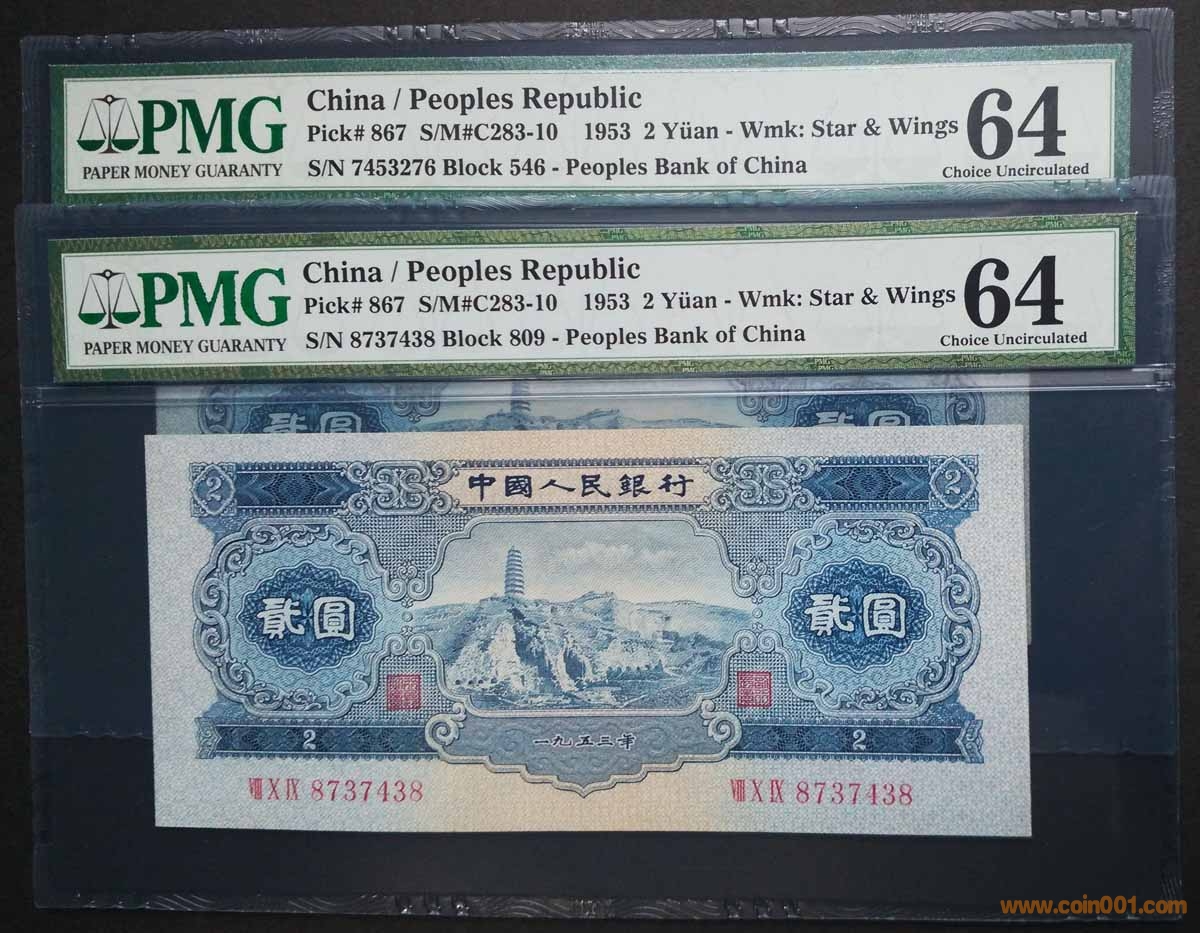 PMG
PAPER MONEY GUARANTY
China / Peoples Republic
Pick# 867 S/M#C283-10 1953 2 Yüan - Wmk: Star & Wings
S/N 7453276 Block 546 - Peoples Bank of China
64
Choice Uncirculated
PMG
PAPER MONEY GUARANTY
China / Peoples Republic
Pick# 867 S/M#C283-10 1953 2 Yüan - Wmk: Star & Wings
S/N 8737438 Block 809 - Peoples Bank of China
64
Choice Uncirculated
貳圓 貳圓
2 中國人民銀行 2
貳圓 貳圓
2 一九五三年 2
Ⅷ Ⅹ Ⅸ 8737438 Ⅷ Ⅹ Ⅸ 8737438
www.coin001.com